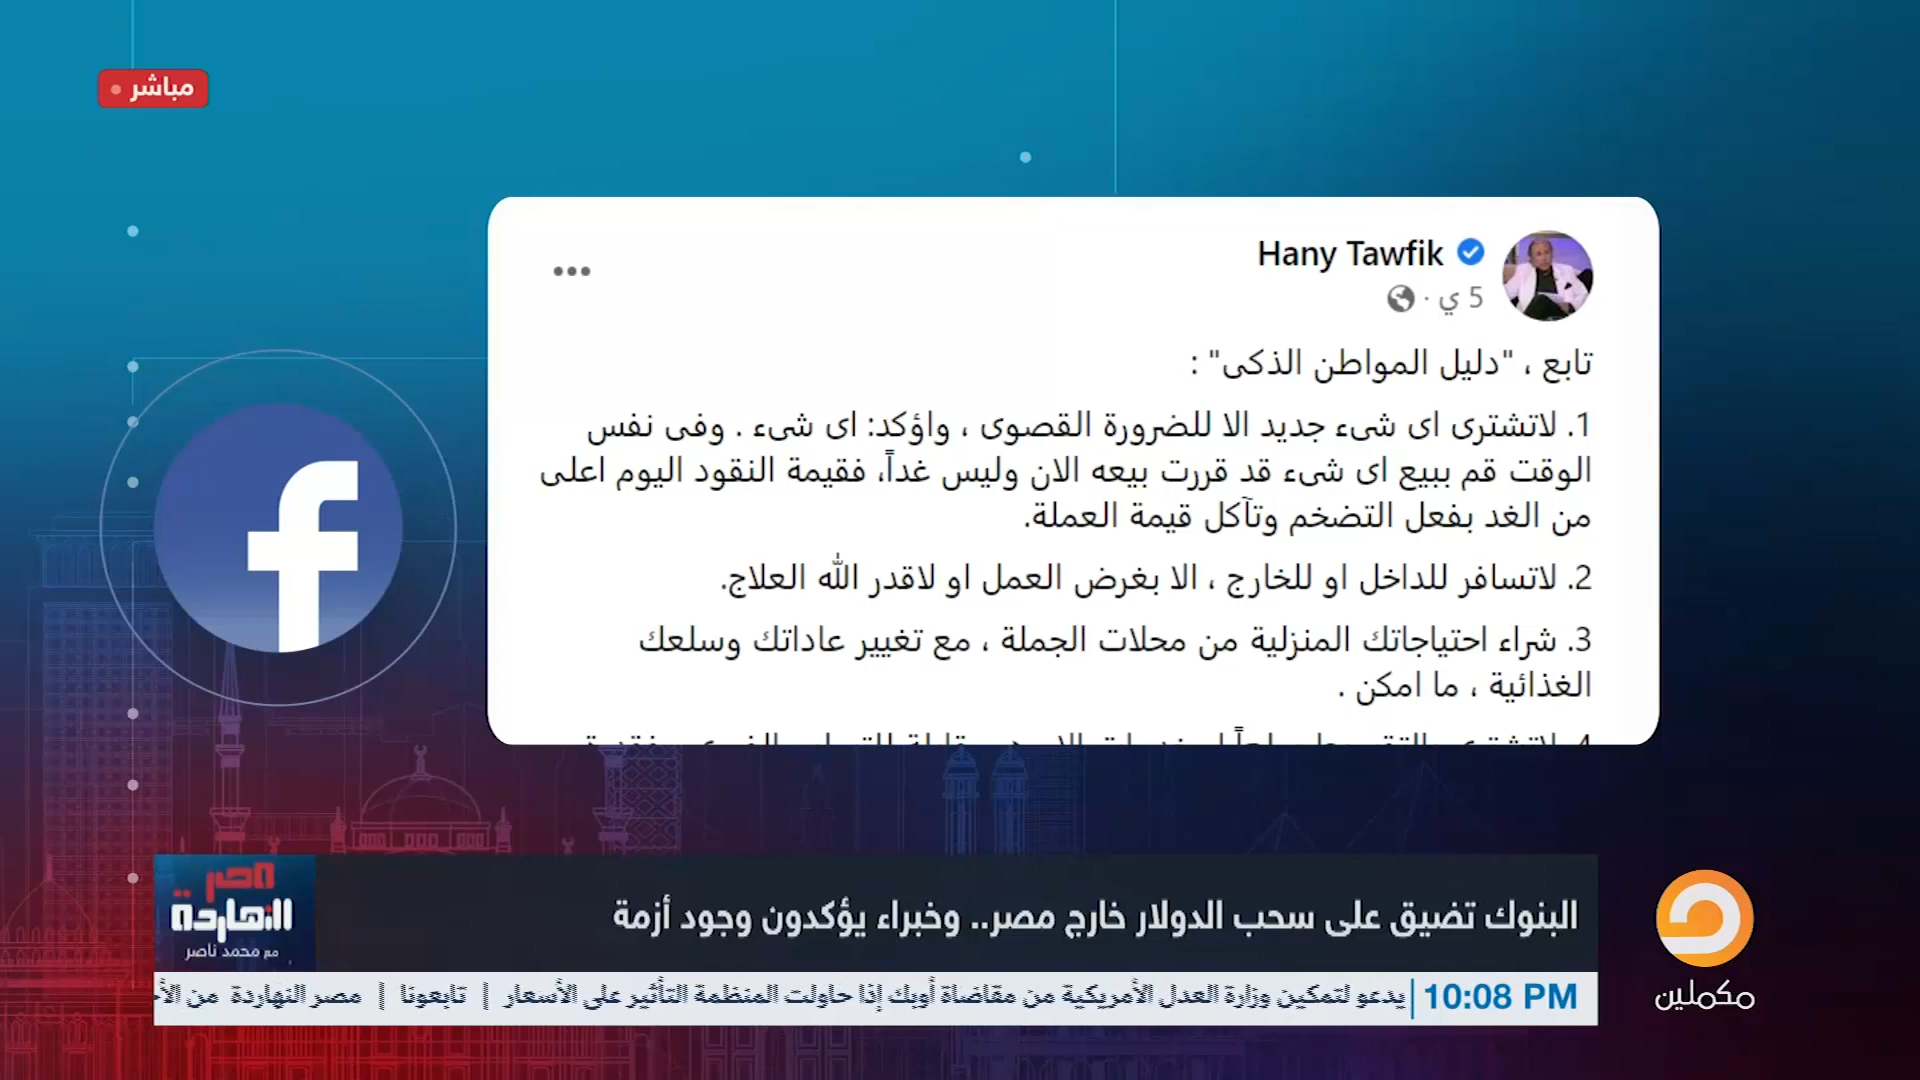 مباشر
Hany Tawfik
5 ي
تابع ، "دليل المواطن الذكى" :
1. لاتشترى اى شىء جديد الا للضرورة القصوى ، واؤكد: اى شىء . وفى نفس
الوقت قم ببيع اى شىء قد قررت بيعه الان وليس غداً، فقيمة النقود اليوم اعلى
من الغد بفعل التضخم وتآكل قيمة العملة.
2. لاتسافر للداخل او للخارج ، الا بغرض العمل او لاقدر الله العلاج.
3. شراء احتياجاتك المنزلية من محلات الجملة ، مع تغيير عاداتك وسلعك
الغذائية ، ما امكن .
مصر
النهاردة
مع محمد ناصر
البنوك تضيق على سحب الدولار خارج مصر.. وخبراء يؤكدون وجود أزمة
10:08 PM
يدعو لتمكين وزارة العدل الأمريكية من مقاضاة أوبك إذا حاولت المنظمة التأثير على الأسعار | تابعونا | مصر النهاردة من
مكملين